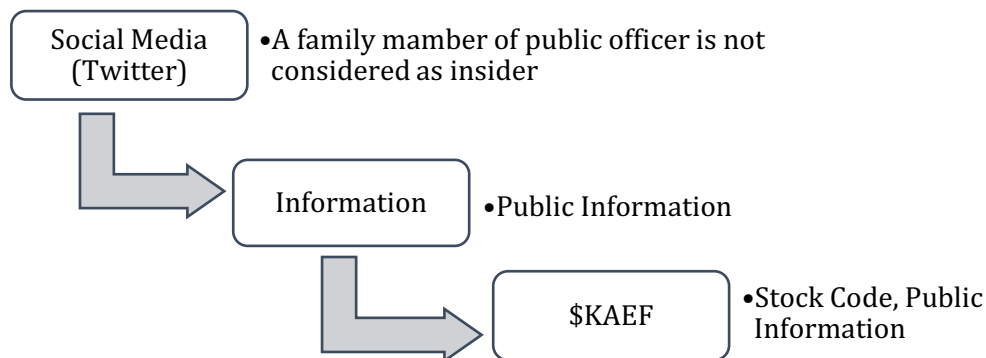 Social Media
(Twitter)
•A family mamber of public officer is not
considered as insider
Information
•Public Information
$KAEF
•Stock Code, Public
Information